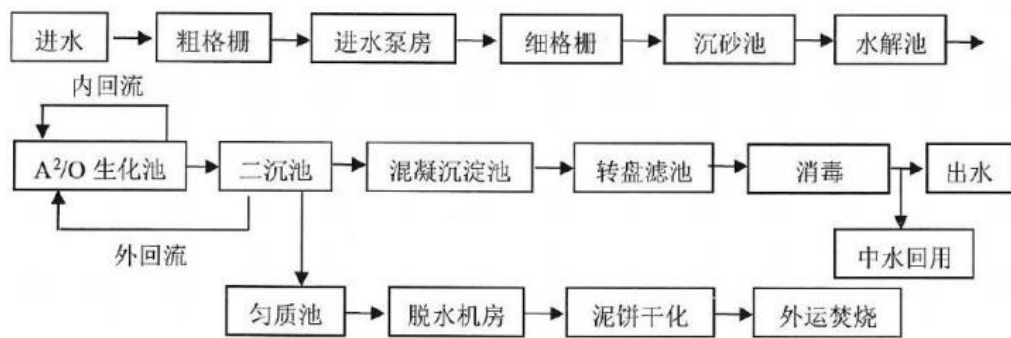 进水
粗格栅
进水泵房
细格栅
沉砂池
水解池
内回流
A²/O 生化池
二沉池
混凝沉淀池
转盘滤池
消毒
出水
外回流
中水回用
匀质池
脱水机房
泥饼干化
外运焚烧